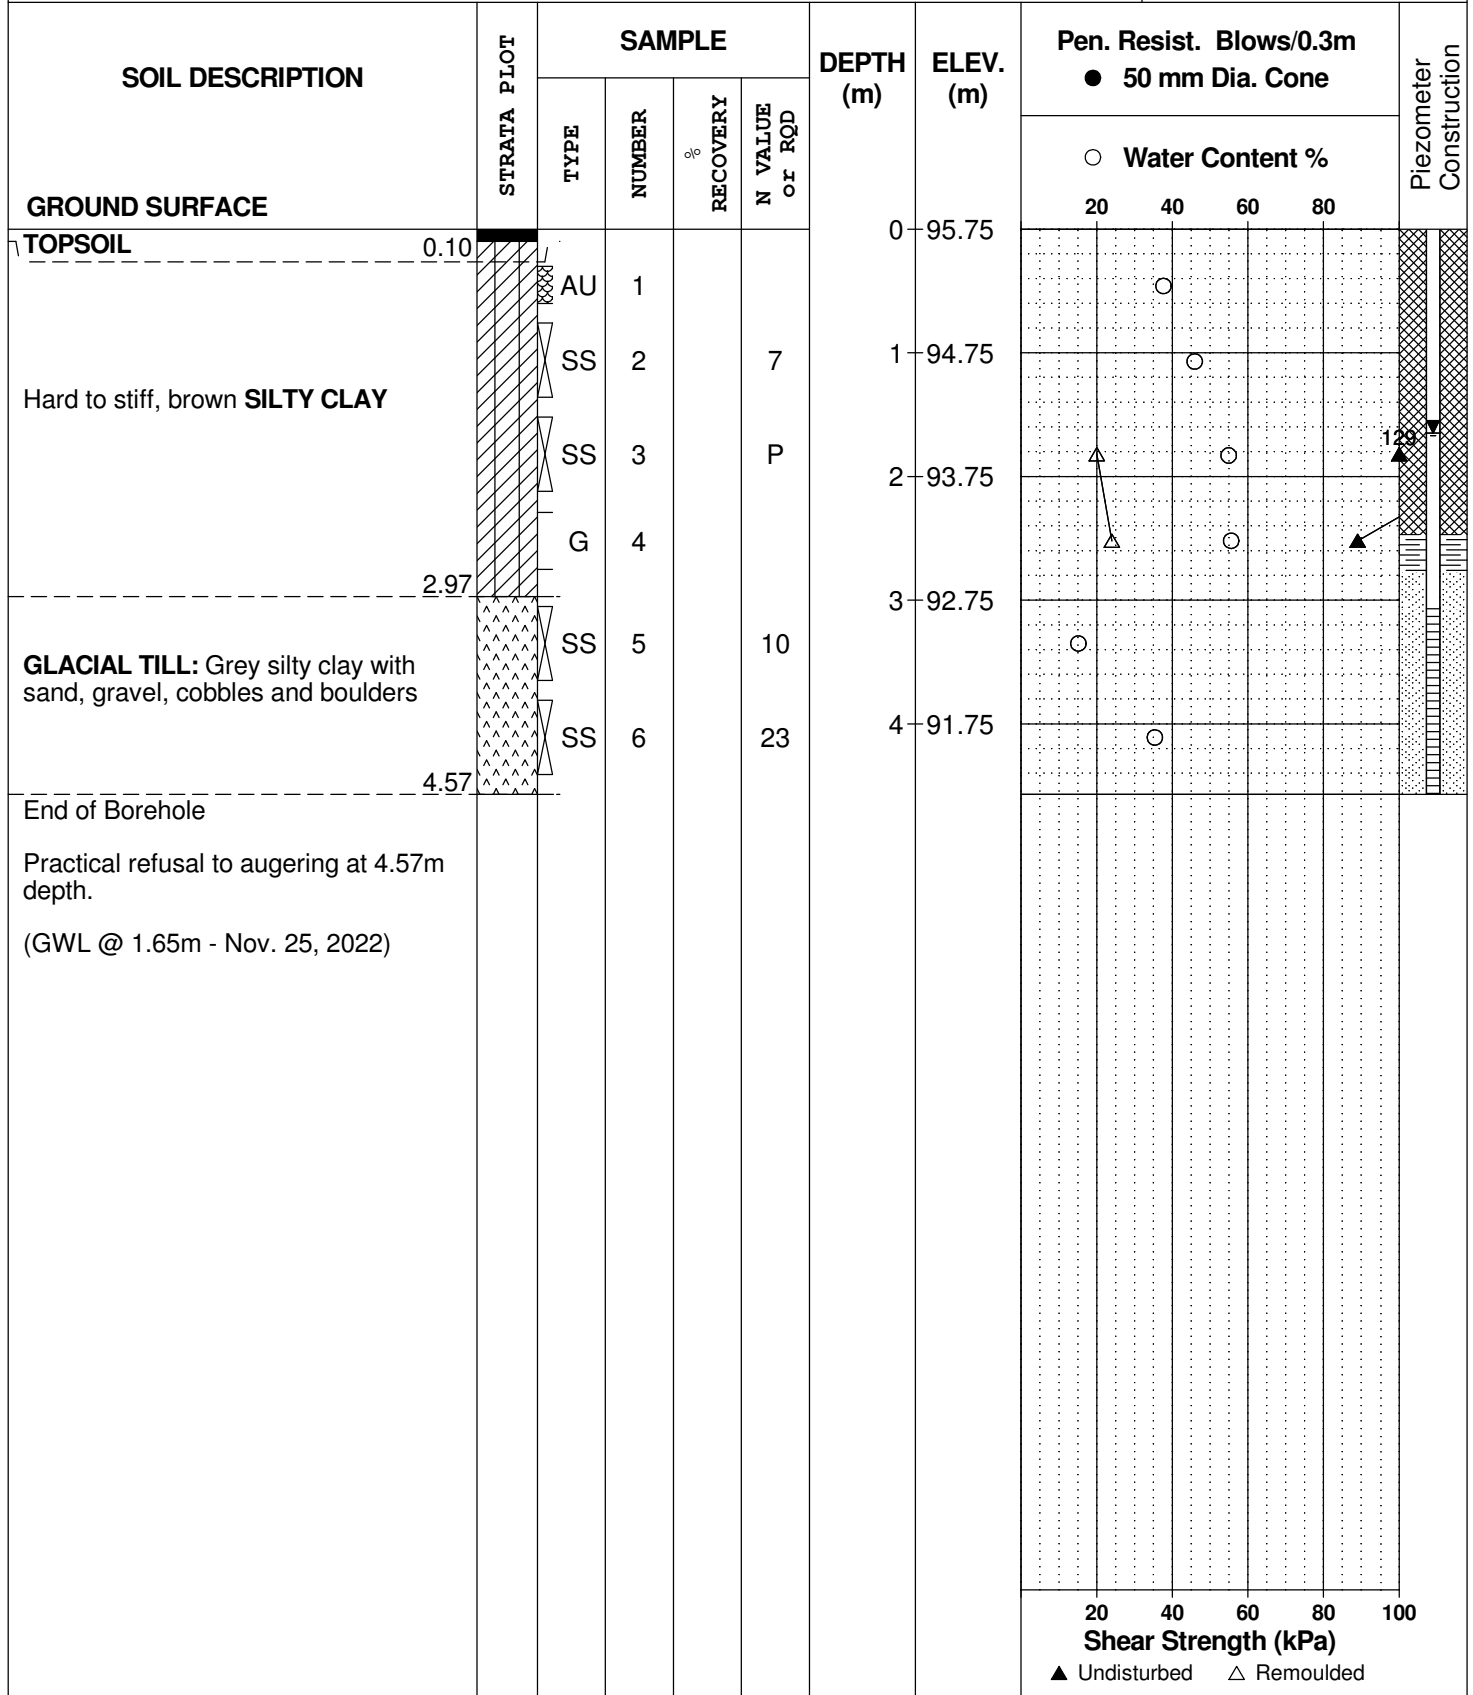 SOIL DESCRIPTION
GROUND SURFACE
STRATA PLOT
SAMPLE
TYPE
NUMBER
% RECOVERY
N VALUE or RQD
DEPTH (m)
ELEV. (m)
Pen. Resist. Blows/0.3m
● 50 mm Dia. Cone
○ Water Content %
20 40 60 80
Piezometer Construction
TOPSOIL 0.10
0 95.75
AU 1
SS 2 7
1 94.75
Hard to stiff, brown SILTY CLAY
129
SS 3 P
2 93.75
G 4
2.97
3 92.75
SS 5 10
GLACIAL TILL: Grey silty clay with
sand, gravel, cobbles and boulders
4 91.75
SS 6 23
4.57
End of Borehole
Practical refusal to augering at 4.57m
depth.
(GWL @ 1.65m - Nov. 25, 2022)
20 40 60 80 100
Shear Strength (kPa)
▲ Undisturbed △ Remoulded